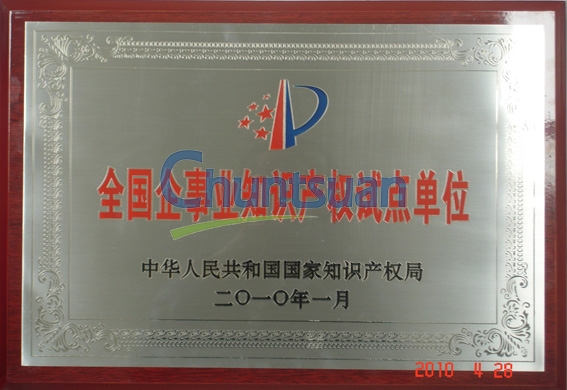 全国企事业知识产权试点单位
Chuntsuan
中华人民共和国国家知识产权局
二〇一〇年一月
2010 4 28